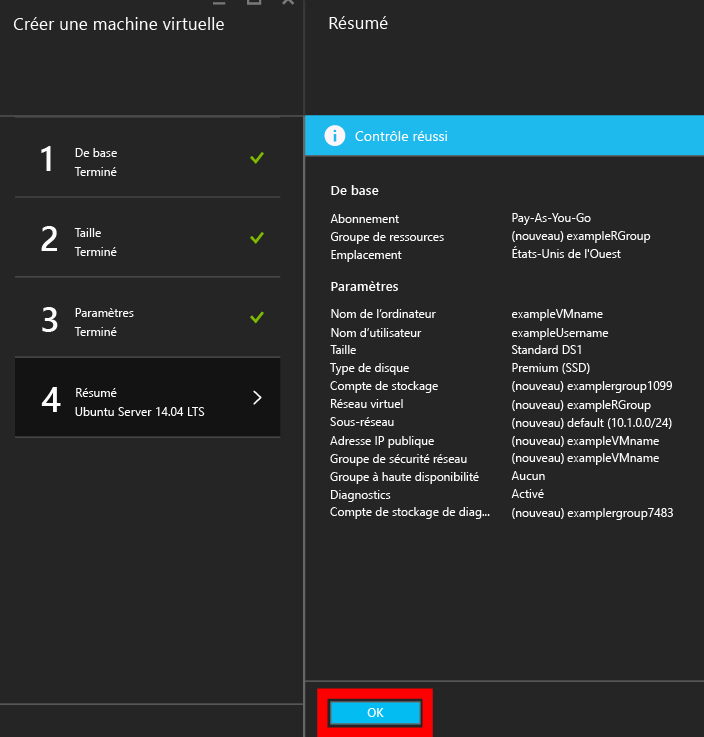 Créer une machine virtuelle
1
De base
Terminé
2
Taille
Terminé
3
Paramètres
Terminé
4
Résumé
Ubuntu Server 14.04 LTS
Résumé
Contrôle réussi
De base
Abonnement Pay-As-You-Go
Groupe de ressources (nouveau) exampleRGroup
Emplacement États-Unis de l'Ouest
Paramètres
Nom de l'ordinateur exampleVMname
Nom d'utilisateur exampleUsername
Taille Standard DS1
Type de disque Premium (SSD)
Compte de stockage (nouveau) examplergroup1099
Réseau virtuel (nouveau) exampleRGroup
Sous-réseau (nouveau) default (10.1.0.0/24)
Adresse IP publique (nouveau) exampleVMname
Groupe de sécurité réseau (nouveau) exampleVMname
Groupe à haute disponibilité Aucun
Diagnostics Activé
Compte de stockage de diag... (nouveau) examplergroup7483
OK